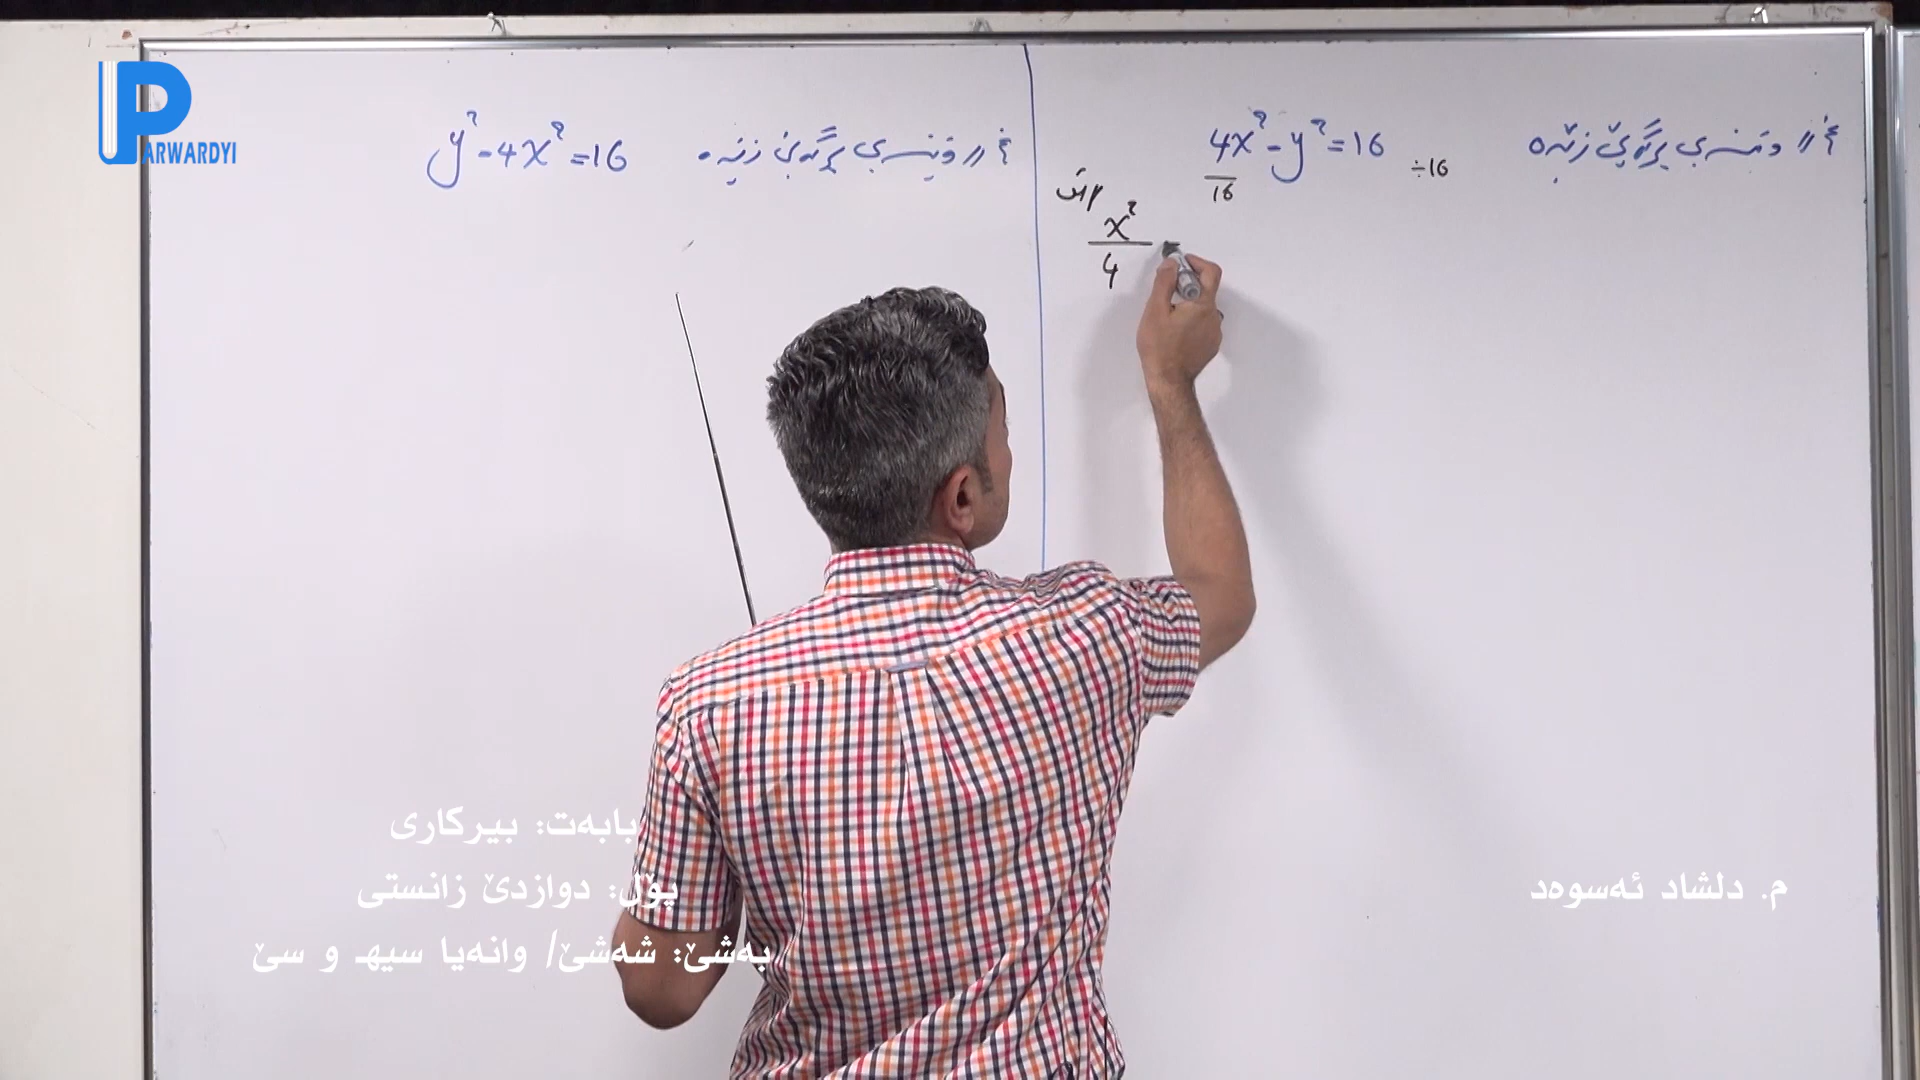 PARWARDYI
4x² - y² = 16 ÷16
16
x²
4
y² - 4x² = 16
بابەت: بیرکاری
پۆل: دوازدێ زانستی
بەشێ: شەشێ/ وانەیا سیهـ و سێ
م. دلشاد ئەسوەد